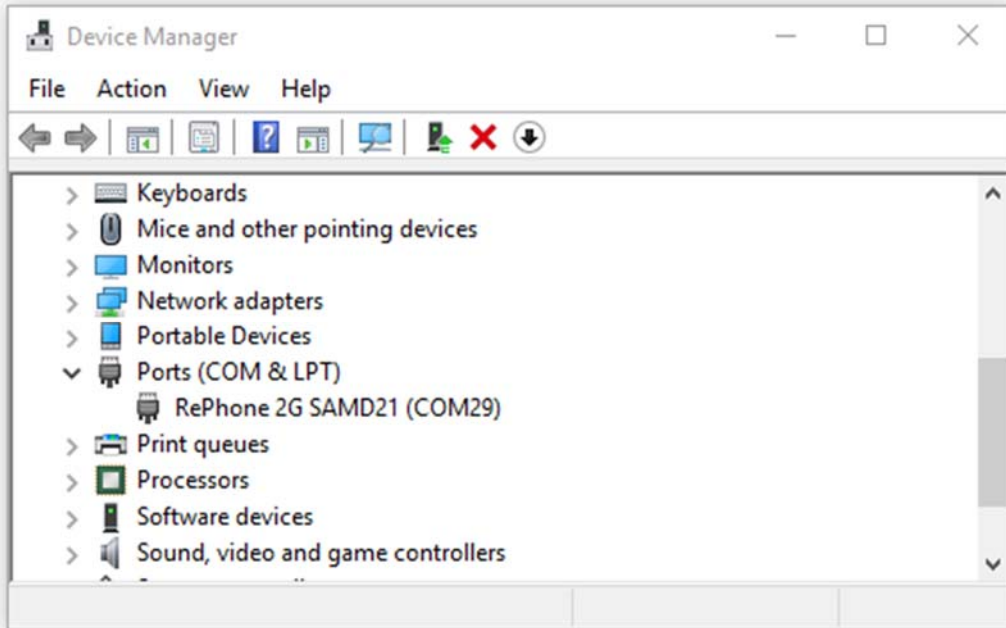 Device Manager
File Action View Help
Keyboards
Mice and other pointing devices
Monitors
Network adapters
Portable Devices
Ports (COM & LPT)
RePhone 2G SAMD21 (COM29)
Print queues
Processors
Software devices
Sound, video and game controllers